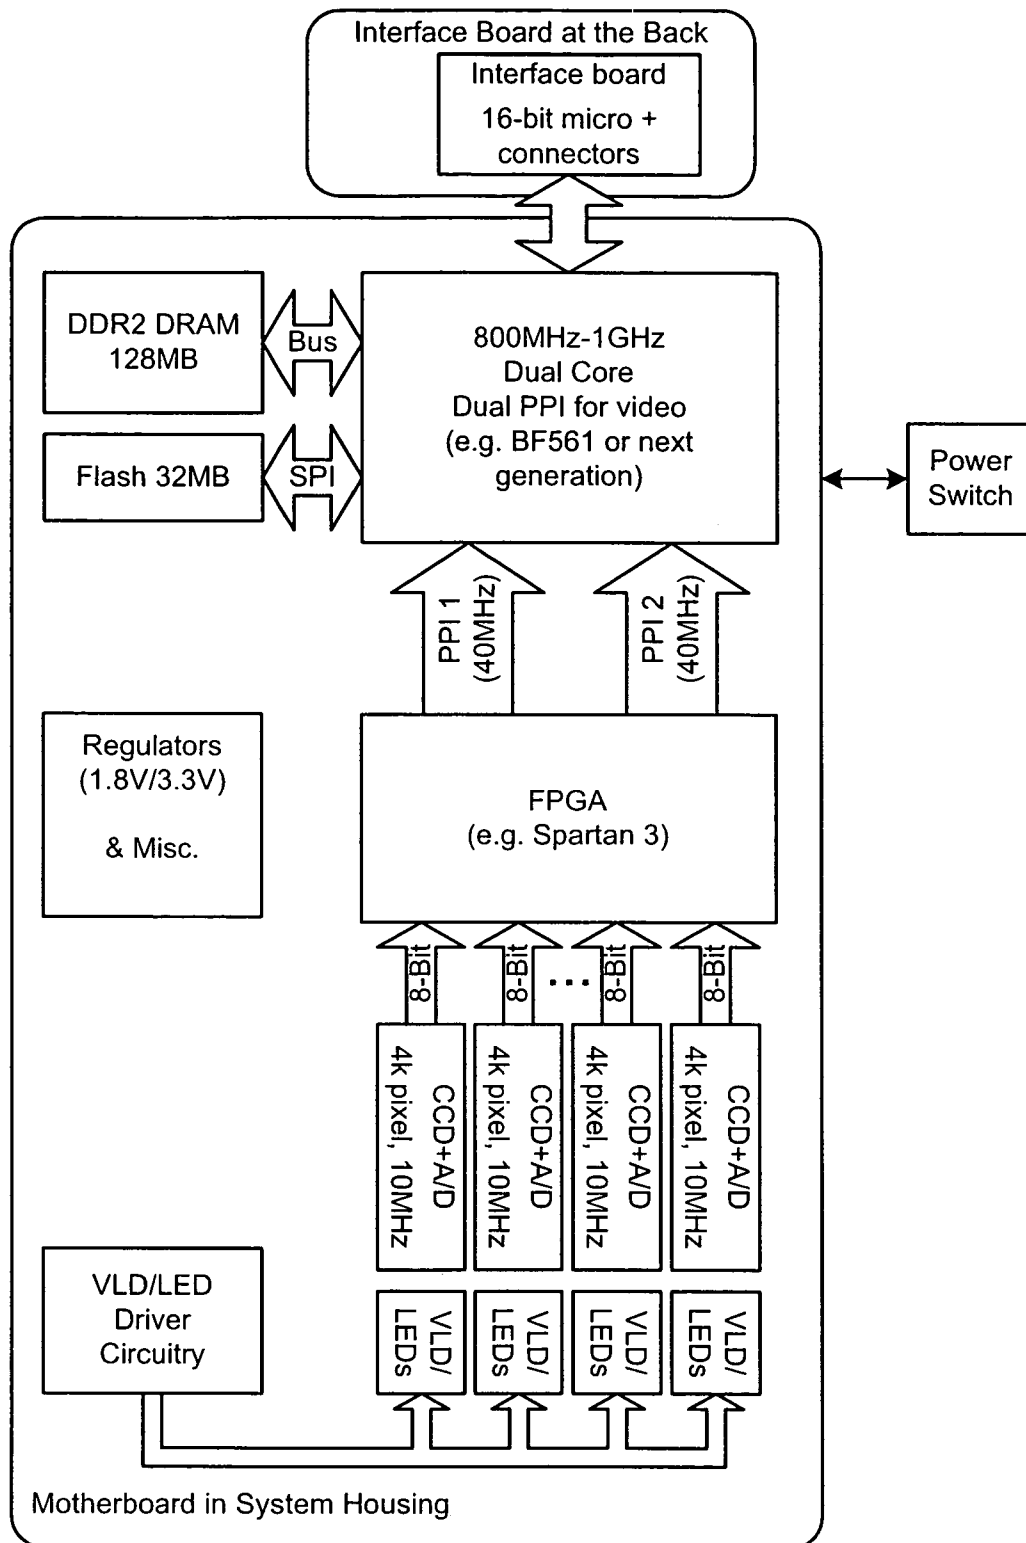 Interface Board at the Back
Interface board
16-bit micro +
connectors
DDR2 DRAM
128MB
Bus
800MHz-1GHz
Dual Core
Dual PPI for video
(e.g. BF561 or next
generation)
Flash 32MB
SPI
Power
Switch
PPI 1
(40MHz)
PPI 2
(40MHz)
Regulators
(1.8V/3.3V)
& Misc.
FPGA
(e.g. Spartan 3)
8-Bit
8-Bit
...
8-Bit
8-Bit
CCD+A/D
4k pixel, 10MHz
CCD+A/D
4k pixel, 10MHz
CCD+A/D
4k pixel, 10MHz
CCD+A/D
4k pixel, 10MHz
VLD/LED
Driver
Circuitry
VLD/
LEDs
VLD/
LEDs
VLD/
LEDs
VLD/
LEDs
Motherboard in System Housing